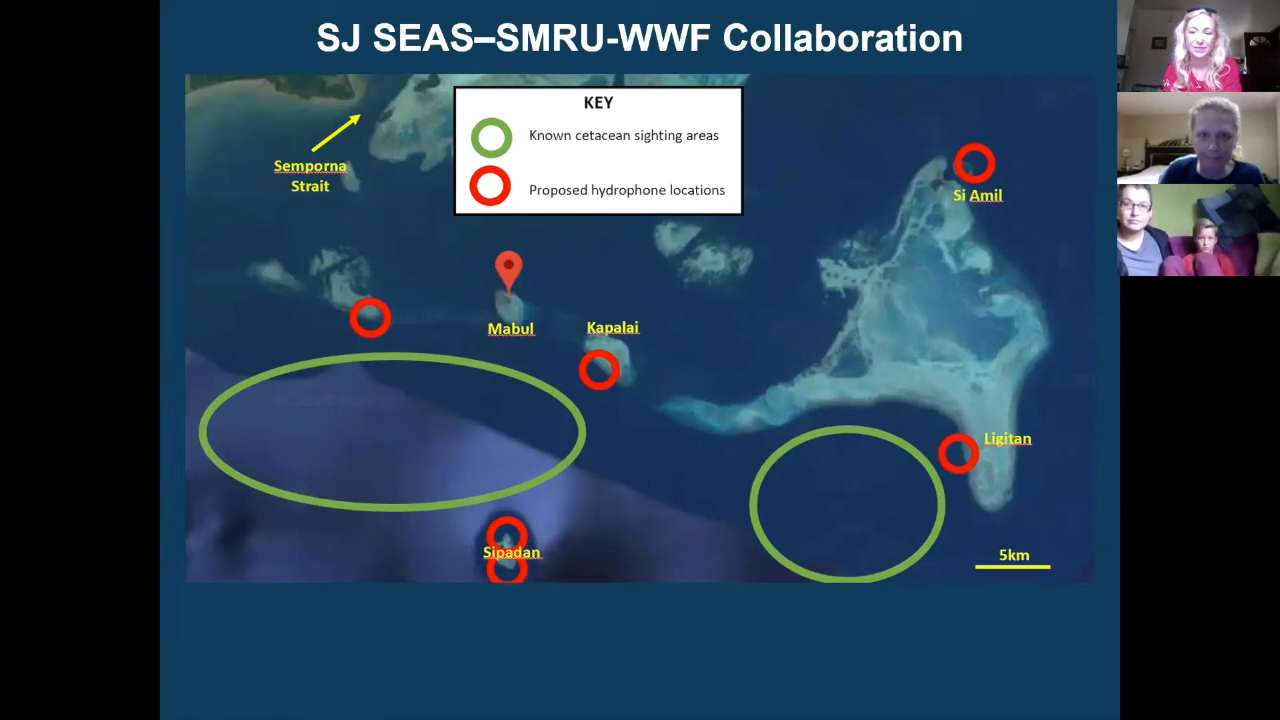 SJ SEAS–SMRU-WWF Collaboration
KEY
Known cetacean sighting areas
Proposed hydrophone locations
Semporna
Strait
Si Amil
Mabul
Kapalai
Ligitan
Sipadan
5km